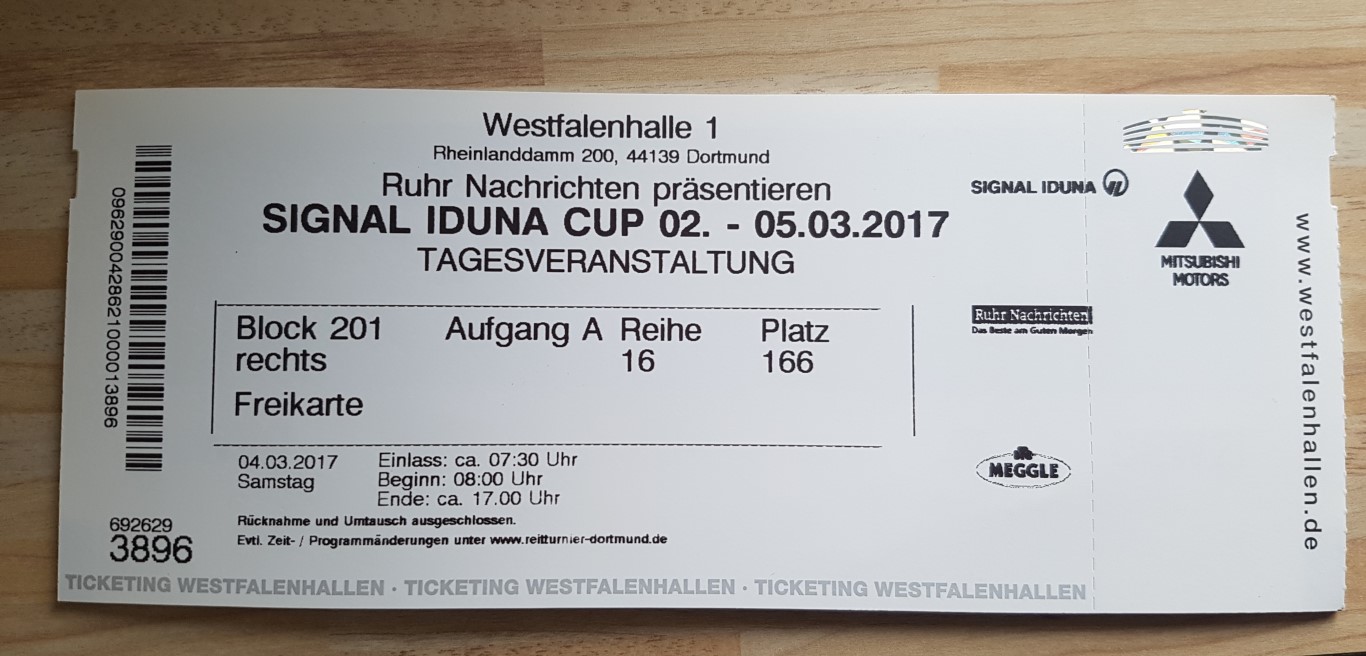 Westfalenhalle 1
Rheinlanddamm 200, 44139 Dortmund
Ruhr Nachrichten präsentieren
SIGNAL IDUNA CUP 02. - 05.03.2017
TAGESVERANSTALTUNG
Block 201 Aufgang A Reihe Platz
rechts 16 166
Freikarte
04.03.2017 Einlass: ca. 07:30 Uhr
Samstag Beginn: 08:00 Uhr
Ende: ca. 17.00 Uhr
Rücknahme und Umtausch ausgeschlossen.
Evtl. Zeit- / Programmänderungen unter www.reitturnier-dortmund.de
0962900428621000013896
692629
3896
TICKETING WESTFALENHALLEN · TICKETING WESTFALENHALLEN · TICKETING WESTFALENHALLEN
SIGNAL IDUNA
Ruhr Nachrichten
Das Beste am Guten Morgen
MEGGLE
MITSUBISHI
MOTORS
www.westfalenhallen.de